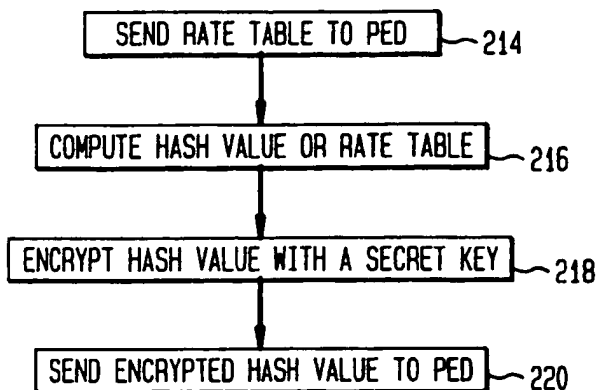 SEND RATE TABLE TO PED 214
COMPUTE HASH VALUE OR RATE TABLE 216
ENCRYPT HASH VALUE WITH A SECRET KEY 218
SEND ENCRYPTED HASH VALUE TO PED 220